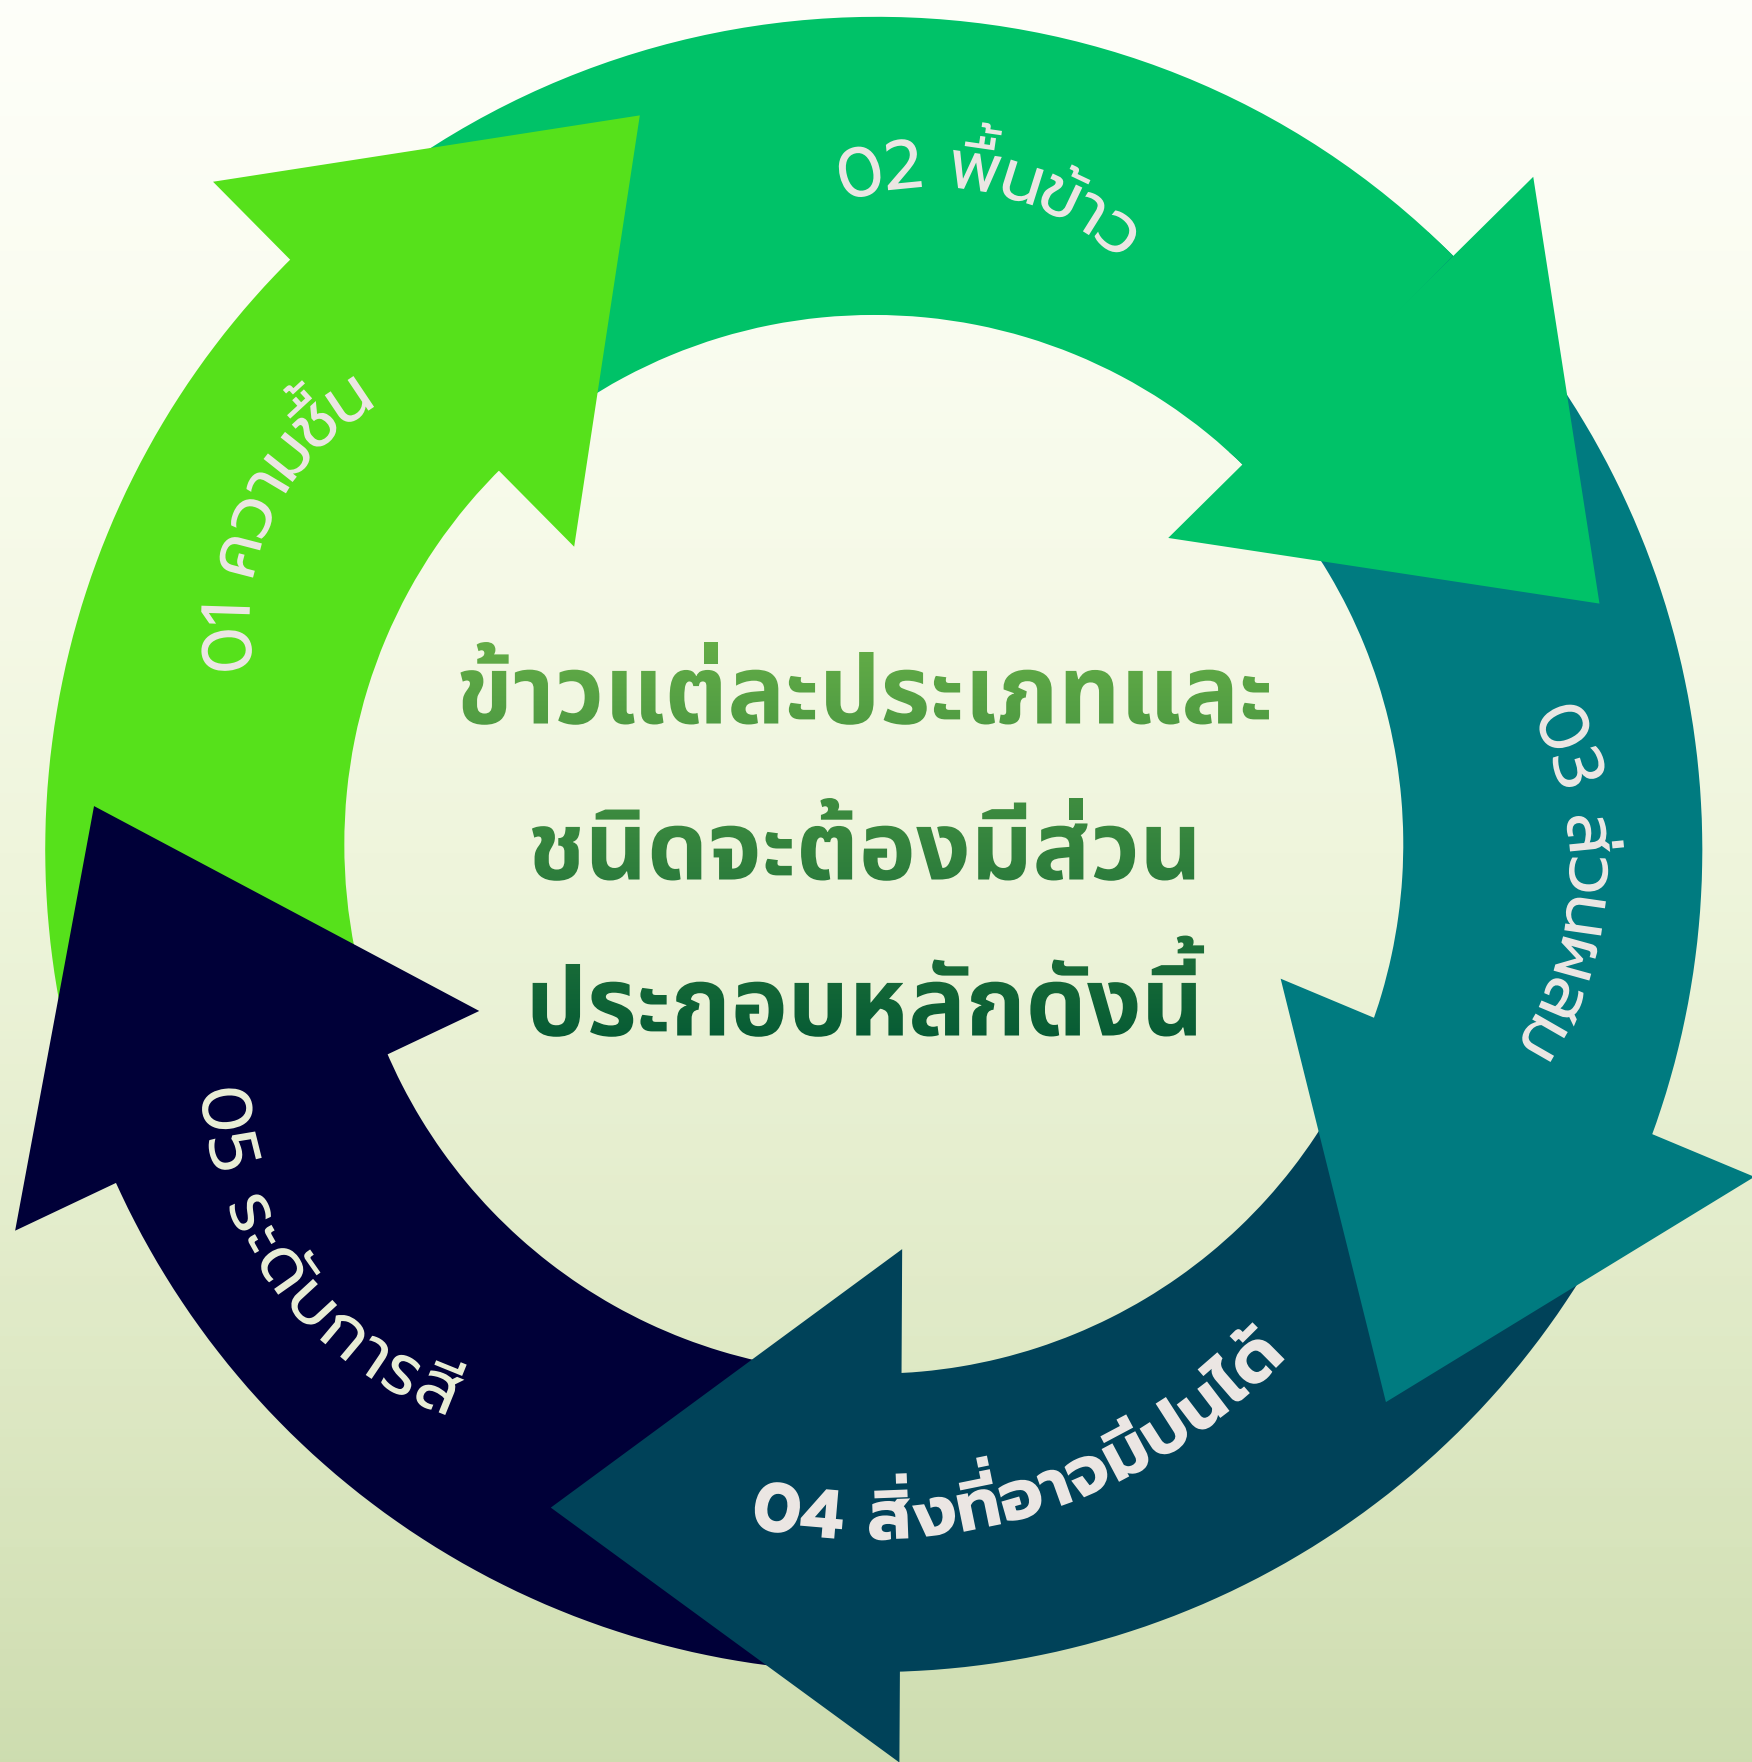 01 ความชื้น
02 พื้นข้าว
03 ส่วนผสม
04 สิ่งที่อาจมีปนได้
05 ระดับการสี
ข้าวแต่ละประเภทและ
ชนิดจะต้องมีส่วน
ประกอบหลักดังนี้